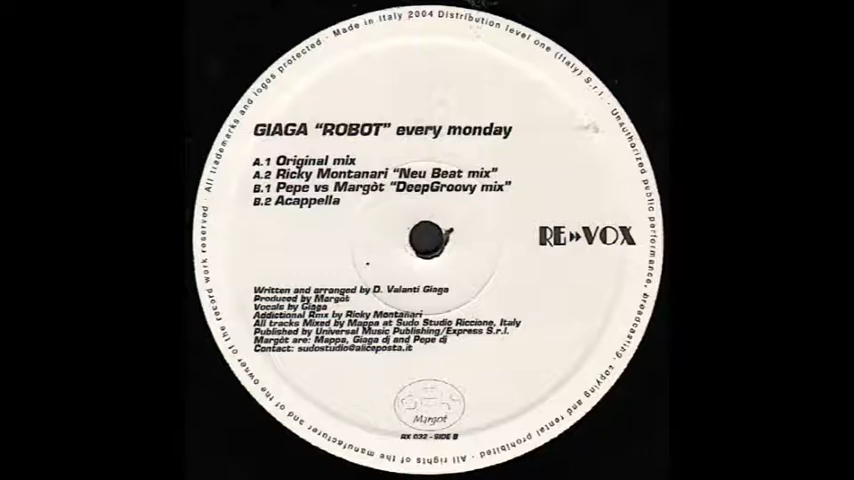 · Made in Italy 2004 Distribution level one (Italy) S.r.l. · Unauthorized public performance, broadcasting, copying and rental prohibited. · All rights of the manufacturer and of the owner of the record work reserved. · All trademarks and logos protected.
GIAGA "ROBOT" every monday
A.1 Original mix
A.2 Ricky Montanari "Neu Beat mix"
B.1 Pepe vs Margòt "DeepGroovy mix"
B.2 Acappella
RE VOX
Written and arranged by D. Valanti Giaga
Produced by Margòt
Vocals by Giaga
Addictional Rmx by Ricky Montanari
All tracks Mixed by Mappa at Sudo Studio Riccione, Italy
Published by Universal Music Publishing/Express S.r.l.
Margòt are: Mappa, Giaga dj and Pepe dj
Contact: sudostudio@aliceposta.it
Margòt
RX 032 - SIDE B